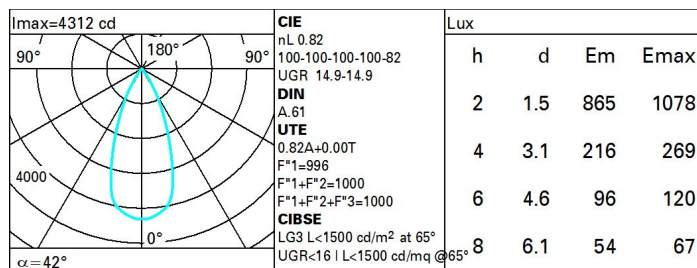 Imax=4312 cd
90°
180°
90°
4000
0°
α=42°
CIE
nL 0.82
100-100-100-100-82
UGR 14.9-14.9
DIN
A.61
UTE
0.82A+0.00T
F"1=996
F"1+F"2=1000
F"1+F"2+F"3=1000
CIBSE
LG3 L<1500 cd/m² at 65°
UGR<16 | L<1500 cd/mq @65°
Lux
h d Em Emax
2 1.5 865 1078
4 3.1 216 269
6 4.6 96 120
8 6.1 54 67